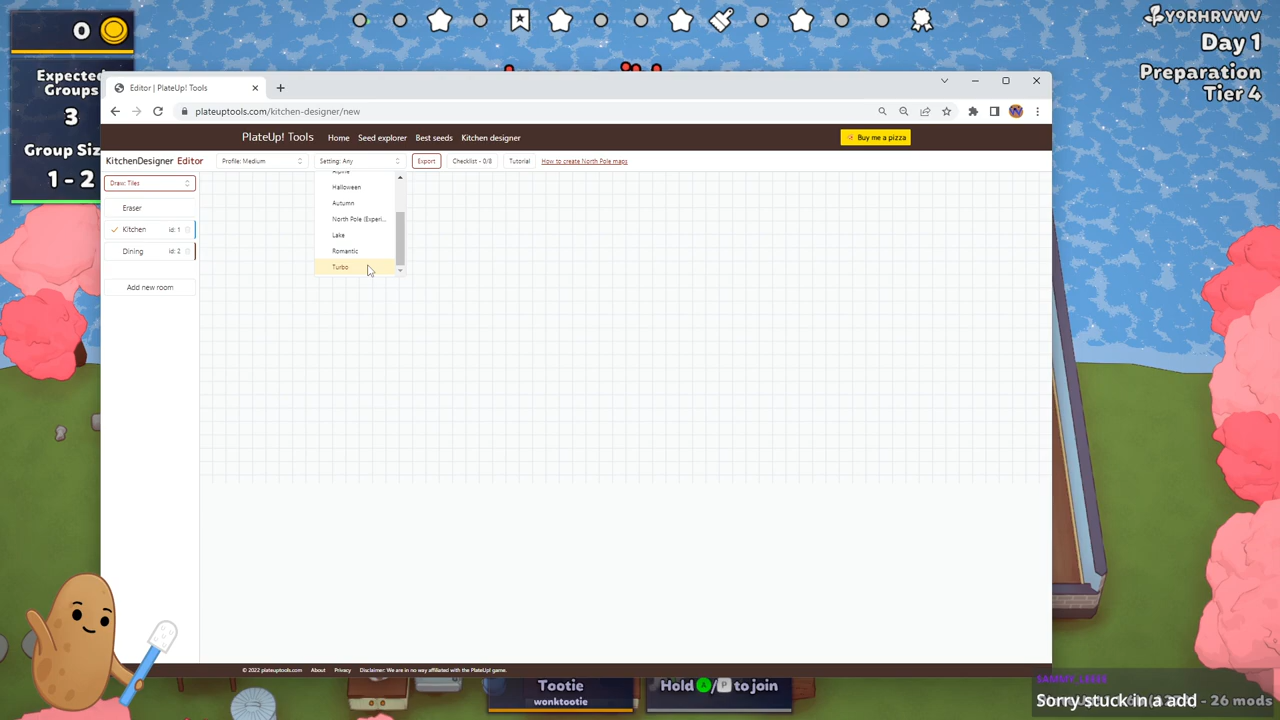 0
Y9RHRVWV
Day 1
Preparation
Tier 4
Expected
Groups
3
Group Siz
1 - 2
Editor | PlateUp! Tools
plateuptools.com/kitchen-designer/new
PlateUp! Tools
Home
Seed explorer
Best seeds
Kitchen designer
Buy me a pizza
KitchenDesigner Editor
Profile: Medium
Setting: Any
Export
Checklist - 0/8
Tutorial
How to create North Pole maps
Draw: Tiles
Eraser
Kitchen
id: 1
Dining
id: 2
Add new room
Alpine
Halloween
Autumn
North Pole (Experi...
Lake
Romantic
Turbo
© 2022 plateuptools.com
About
Privacy
Disclaimer: We are in no way affiliated with the PlateUp! game.
Tootie
wonktootie
Hold A / P to join
SAMMIE LEEEE
Sorry stuck in a add
- 26 mods